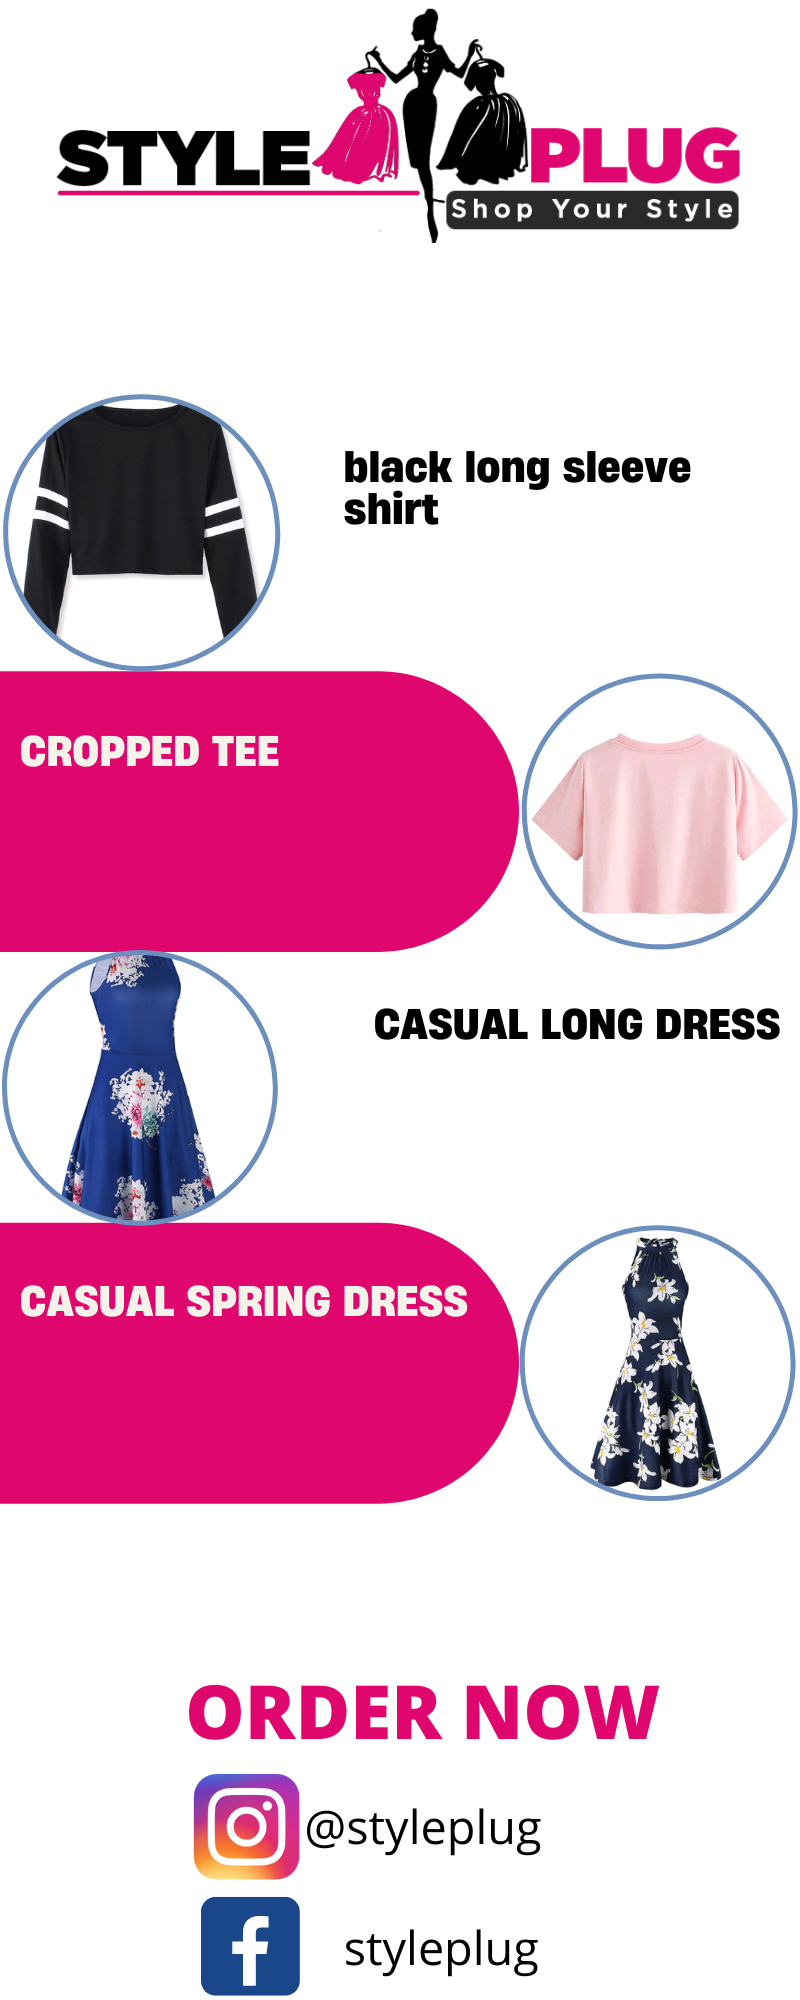 STYLE PLUG
Shop Your Style
black long sleeve
shirt
CROPPED TEE
CASUAL LONG DRESS
CASUAL SPRING DRESS
ORDER NOW
@styleplug
styleplug